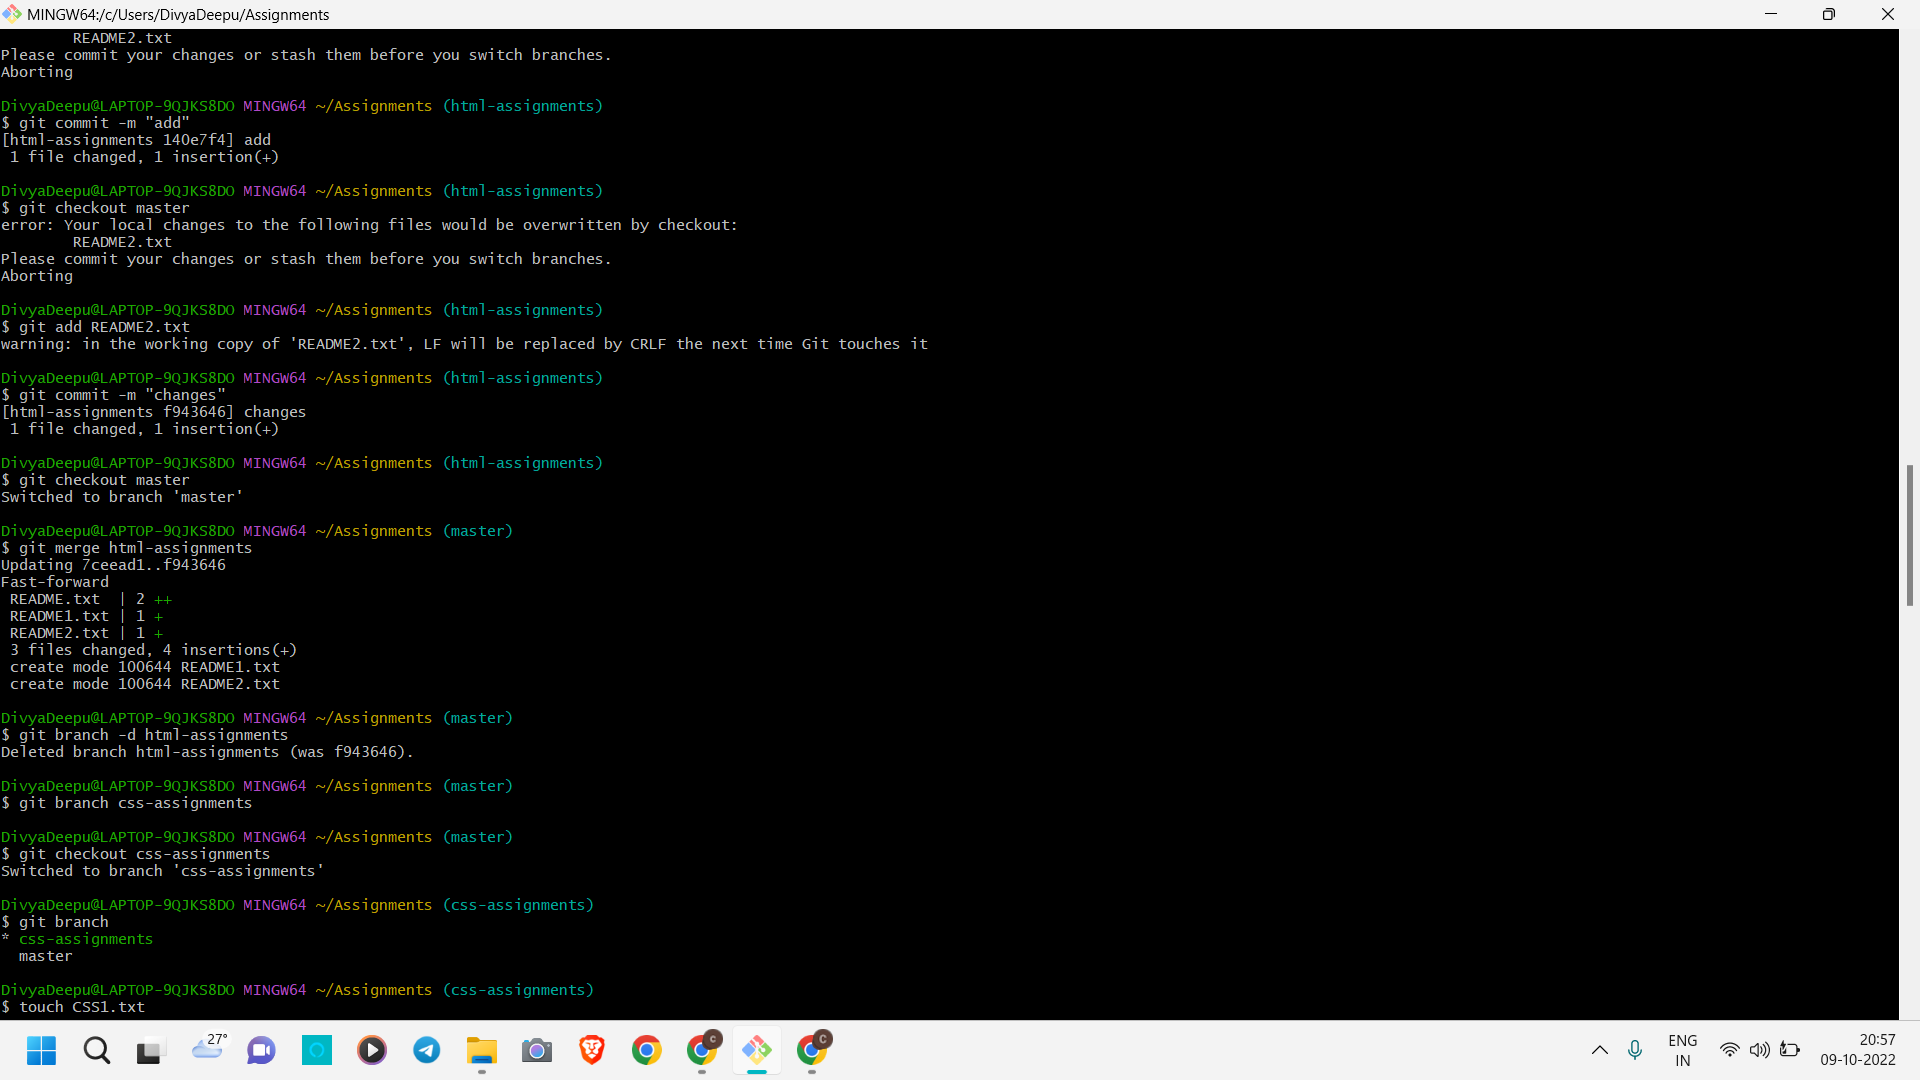 MINGW64:/c/Users/DivyaDeepu/Assignments
README2.txt
Please commit your changes or stash them before you switch branches.
Aborting
DivyaDeepu@LAPTOP-9QJKS8DO MINGW64 ~/Assignments (html-assignments)
$ git commit -m "add"
[html-assignments 140e7f4] add
1 file changed, 1 insertion(+)
DivyaDeepu@LAPTOP-9QJKS8DO MINGW64 ~/Assignments (html-assignments)
$ git checkout master
error: Your local changes to the following files would be overwritten by checkout:
README2.txt
Please commit your changes or stash them before you switch branches.
Aborting
DivyaDeepu@LAPTOP-9QJKS8DO MINGW64 ~/Assignments (html-assignments)
$ git add README2.txt
warning: in the working copy of 'README2.txt', LF will be replaced by CRLF the next time Git touches it
DivyaDeepu@LAPTOP-9QJKS8DO MINGW64 ~/Assignments (html-assignments)
$ git commit -m "changes"
[html-assignments f943646] changes
1 file changed, 1 insertion(+)
DivyaDeepu@LAPTOP-9QJKS8DO MINGW64 ~/Assignments (html-assignments)
$ git checkout master
Switched to branch 'master'
DivyaDeepu@LAPTOP-9QJKS8DO MINGW64 ~/Assignments (master)
$ git merge html-assignments
Updating 7ceead1..f943646
Fast-forward
README.txt  | 2 ++
README1.txt | 1 +
README2.txt | 1 +
3 files changed, 4 insertions(+)
create mode 100644 README1.txt
create mode 100644 README2.txt
DivyaDeepu@LAPTOP-9QJKS8DO MINGW64 ~/Assignments (master)
$ git branch -d html-assignments
Deleted branch html-assignments (was f943646).
DivyaDeepu@LAPTOP-9QJKS8DO MINGW64 ~/Assignments (master)
$ git branch css-assignments
DivyaDeepu@LAPTOP-9QJKS8DO MINGW64 ~/Assignments (master)
$ git checkout css-assignments
Switched to branch 'css-assignments'
DivyaDeepu@LAPTOP-9QJKS8DO MINGW64 ~/Assignments (css-assignments)
$ git branch
* css-assignments
master
DivyaDeepu@LAPTOP-9QJKS8DO MINGW64 ~/Assignments (css-assignments)
$ touch CSS1.txt
27°
C
C
ENG
IN
20:57
09-10-2022